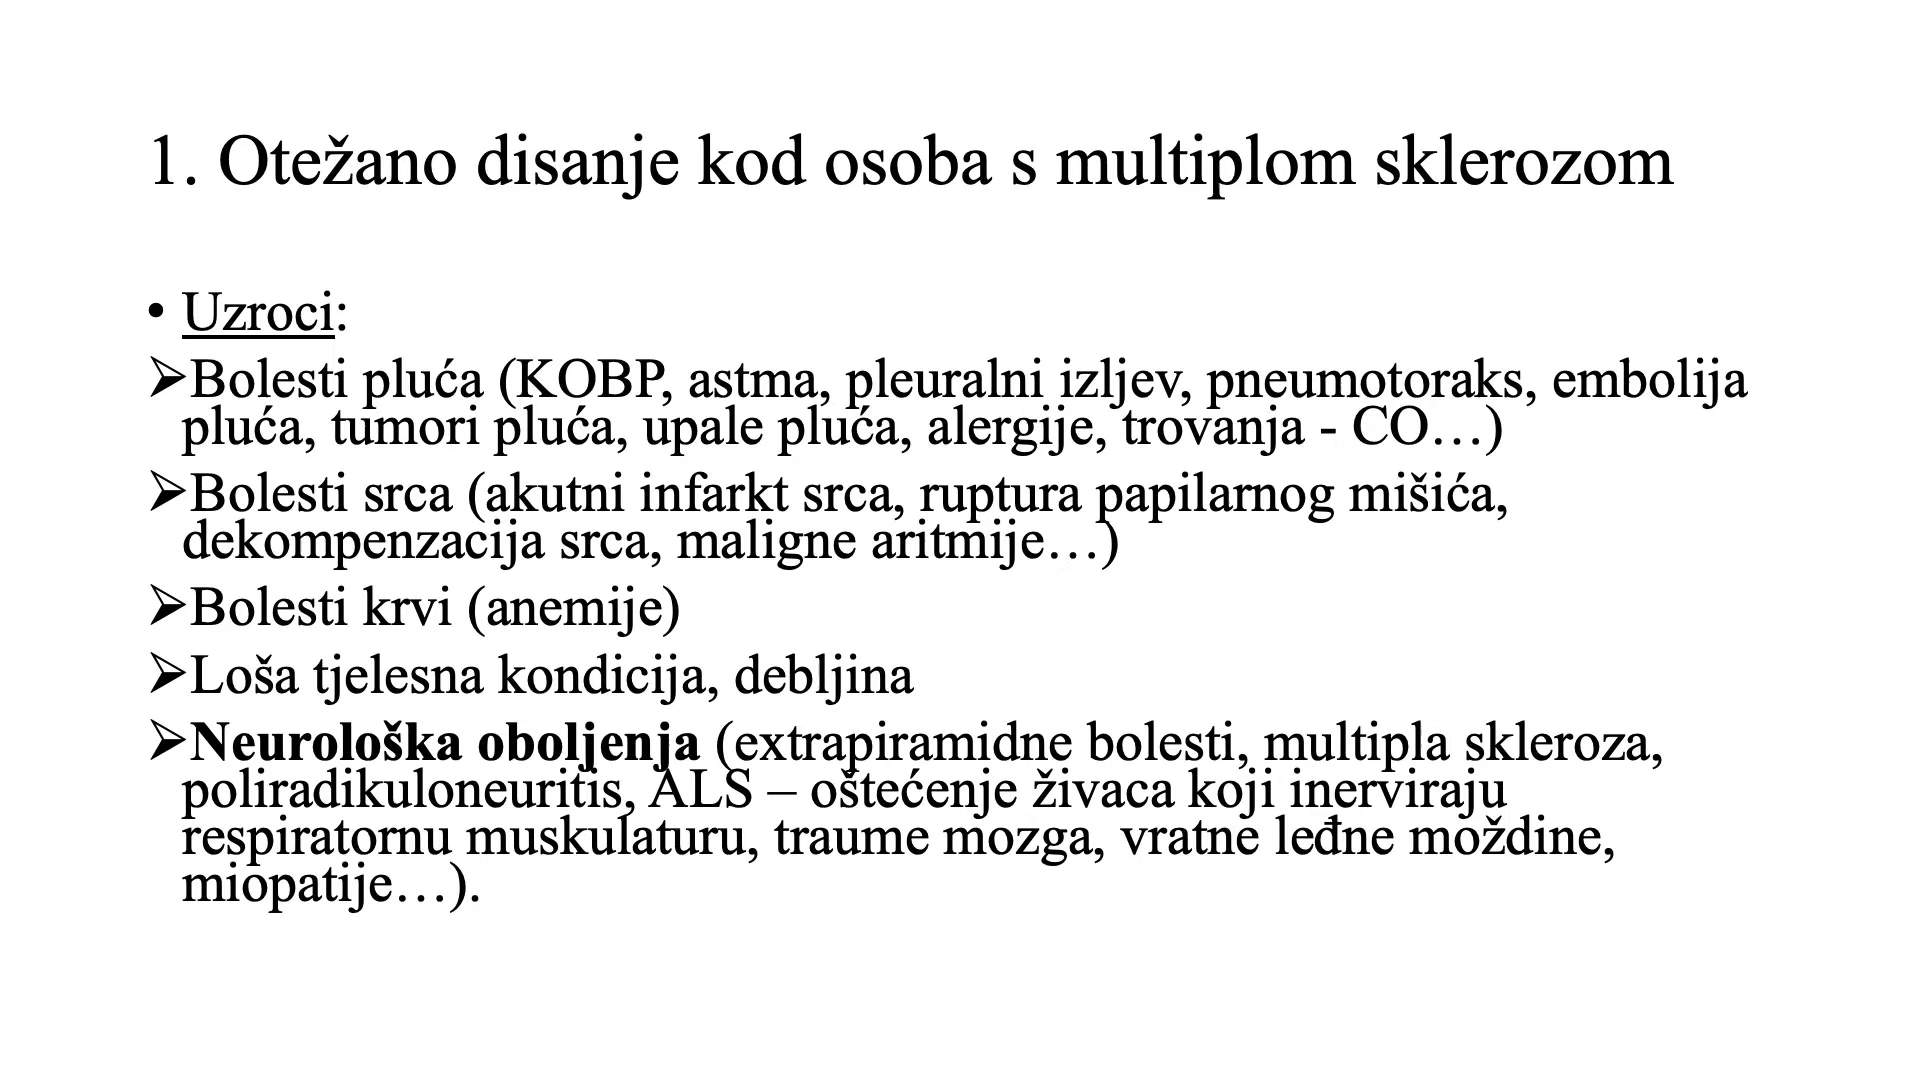 1. Otežano disanje kod osoba s multiplom sklerozom
• Uzroci:
➢Bolesti pluća (KOBP, astma, pleuralni izljev, pneumotoraks, embolija
pluća, tumori pluća, upale pluća, alergije, trovanja - CO…)
➢Bolesti srca (akutni infarkt srca, ruptura papilarnog mišića,
dekompenzacija srca, maligne aritmije…)
➢Bolesti krvi (anemije)
➢Loša tjelesna kondicija, debljina
➢Neurološka oboljenja (extrapiramidne bolesti, multipla skleroza,
poliradikuloneuritis, ALS – oštećenje živaca koji inerviraju
respiratornu muskulaturu, traume mozga, vratne leđne moždine,
miopatije…).